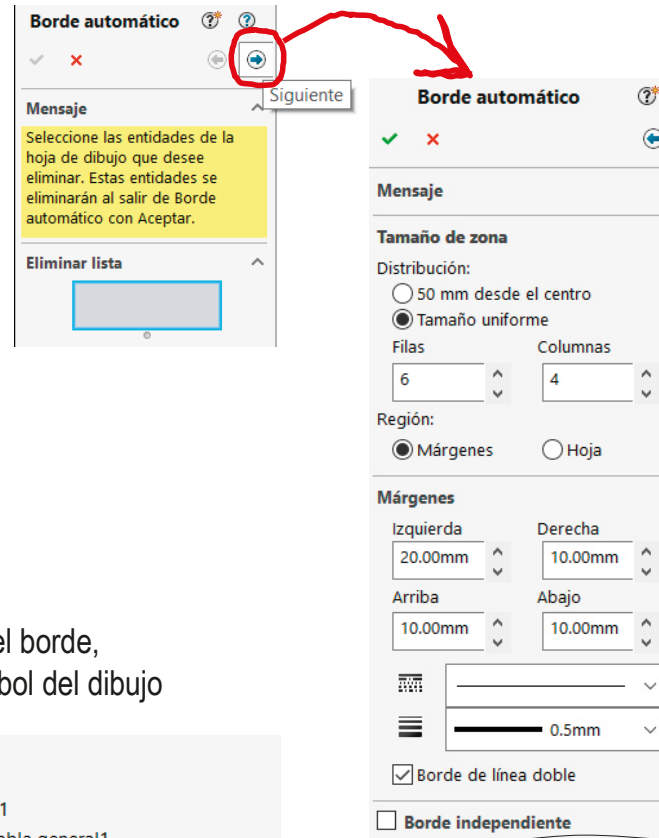 Borde automático
Siguiente
Mensaje
Seleccione las entidades de la
hoja de dibujo que desee
eliminar. Estas entidades se
eliminarán al salir de Borde
automático con Aceptar.
Eliminar lista
Borde automático
Mensaje
Tamaño de zona
Distribución:
50 mm desde el centro
Tamaño uniforme
Filas Columnas
6 4
Región:
Márgenes Hoja
Márgenes
Izquierda Derecha
20.00mm 10.00mm
Arriba Abajo
10.00mm 10.00mm
0.5mm
Borde de línea doble
Borde independiente
el borde,
bol del dibujo
1